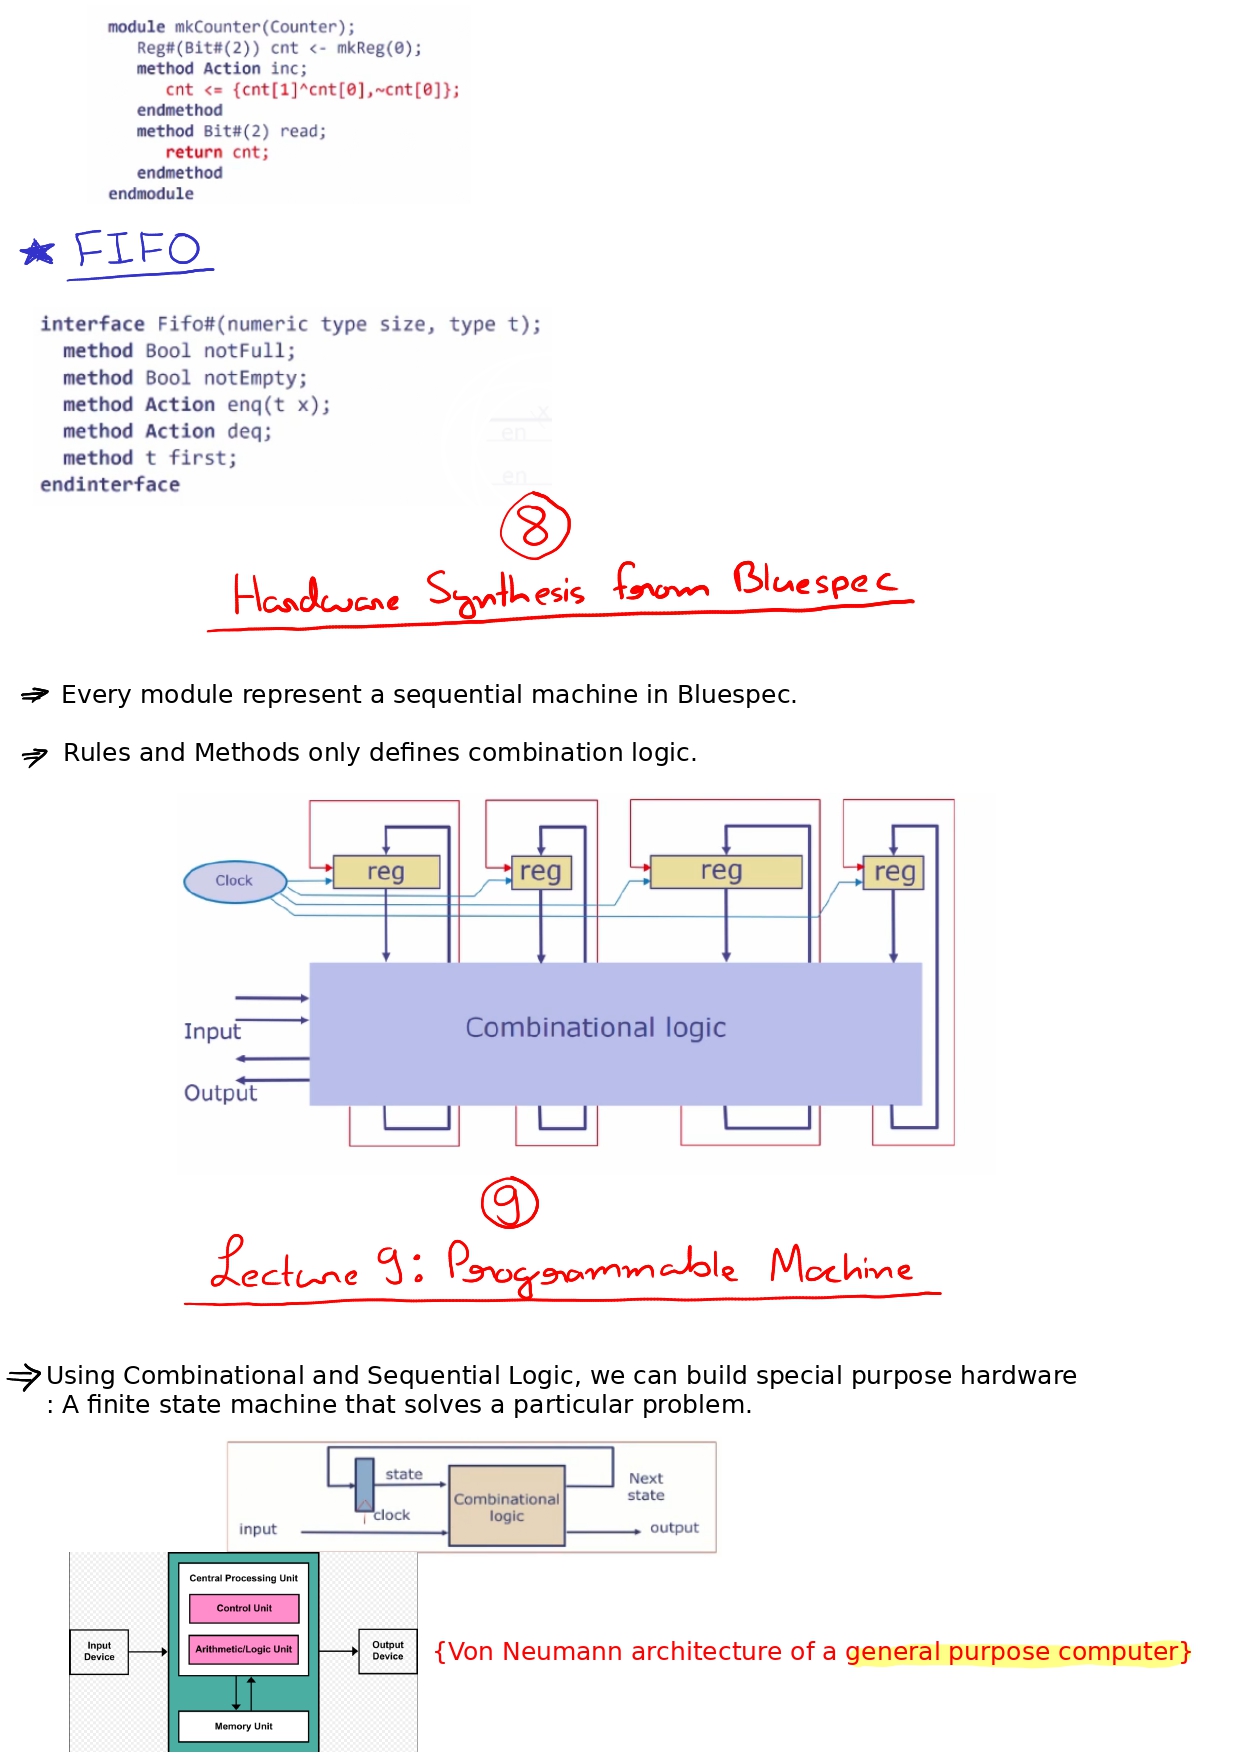 module mkCounter(Counter);
Reg#(Bit#(2)) cnt <- mkReg(0);
method Action inc;
cnt <= {cnt[1]^cnt[0],~cnt[0]};
endmethod
method Bit#(2) read;
return cnt;
endmethod
endmodule
FIFO
interface Fifo#(numeric type size, type t);
method Bool notFull;
method Bool notEmpty;
method Action enq(t x);
method Action deq;
method t first;
endinterface
x
en
en
8
Hardware Synthesis from Bluespec
Every module represent a sequential machine in Bluespec.
Rules and Methods only defines combination logic.
Clock
reg
reg
reg
reg
Combinational logic
Input
Output
9
Lecture 9: Programmable Machine
Using Combinational and Sequential Logic, we can build special purpose hardware
: A finite state machine that solves a particular problem.
state
clock
input
Combinational
logic
Next
state
output
Central Processing Unit
Control Unit
Arithmetic/Logic Unit
Input
Device
Output
Device
Memory Unit
{Von Neumann architecture of a general purpose computer}